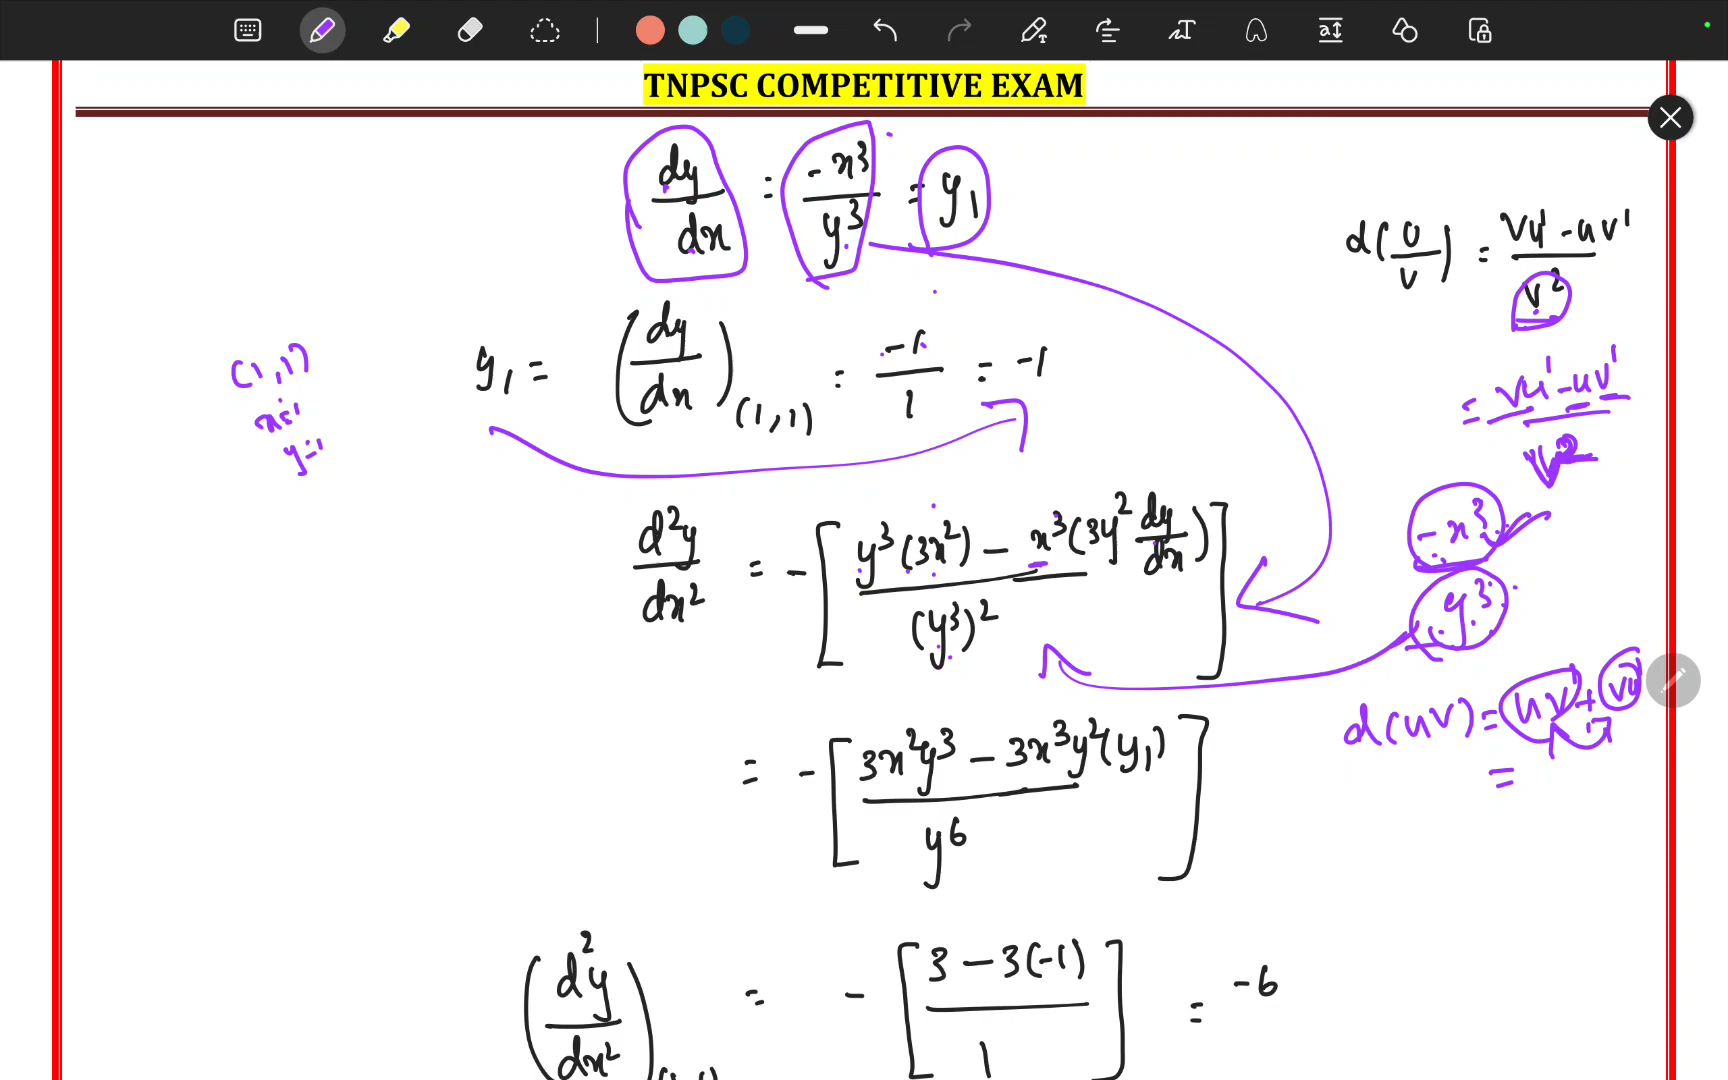 TNPSC COMPETITIVE EXAM
dy/dx = -x³/y³ = y₁
d(u/v) = (vu' - uv')/v²
(1,1)
x=1
y=1
y₁ = (dy/dx)(1,1) = -1/1 = -1
= (vu' - uv')/v²
-x³
y³
d²y/dx² = -[(y³(3x²) - x³(3y² dy/dx))/(y³)²]
d(uv) = uv' + vu'
=
= -[(3x²y³ - 3x³y²(y₁))/y⁶]
(d²y/dx²) = -[(3 - 3(-1))/1] = -6